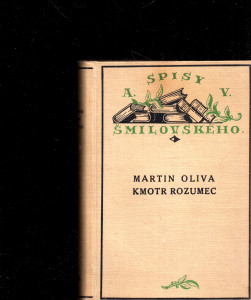 SPISY
A. V.
ŠMILOVSKÉHO.
MARTIN OLIVA
KMOTR ROZUMEC